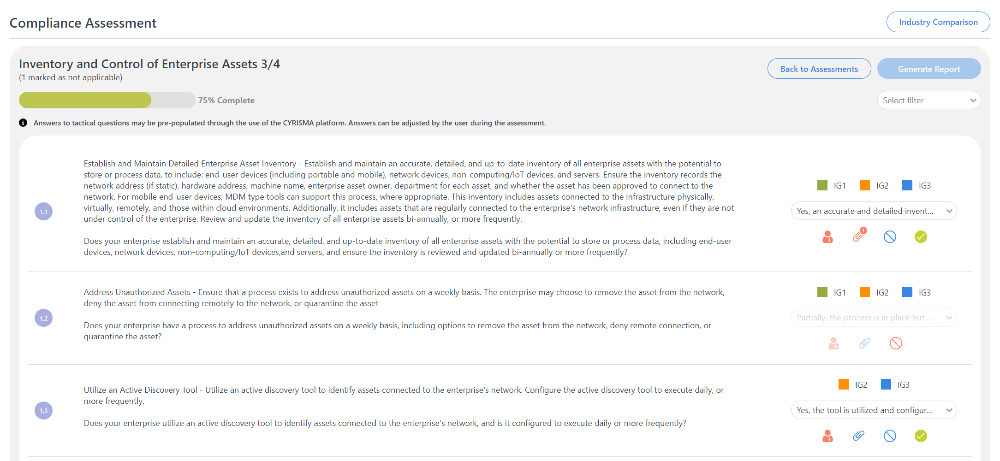 Compliance Assessment
Industry Comparison
Inventory and Control of Enterprise Assets 3/4
(1 marked as not applicable)
Back to Assessments
Generate Report
75% Complete
Select filter
Answers to tactical questions may be pre-populated through the use of the CYRISMA platform. Answers can be adjusted by the user during the assessment.
1.1
Establish and Maintain Detailed Enterprise Asset Inventory - Establish and maintain an accurate, detailed, and up-to-date inventory of all enterprise assets with the potential to
store or process data, to include: end-user devices (including portable and mobile), network devices, non-computing/IoT devices, and servers. Ensure the inventory records the
network address (if static), hardware address, machine name, enterprise asset owner, department for each asset, and whether the asset has been approved to connect to the
network. For mobile end-user devices, MDM type tools can support this process, where appropriate. This inventory includes assets connected to the infrastructure physically,
virtually, remotely, and those within cloud environments. Additionally, it includes assets that are regularly connected to the enterprise's network infrastructure, even if they are not
under control of the enterprise. Review and update the inventory of all enterprise assets bi-annually, or more frequently.
Does your enterprise establish and maintain an accurate, detailed, and up-to-date inventory of all enterprise assets with the potential to store or process data, including end-user
devices, network devices, non-computing/IoT devices,and servers, and ensure the inventory is reviewed and updated bi-annually or more frequently?
IG1 IG2 IG3
Yes, an accurate and detailed invent...
1
1.2
Address Unauthorized Assets - Ensure that a process exists to address unauthorized assets on a weekly basis. The enterprise may choose to remove the asset from the network,
deny the asset from connecting remotely to the network, or quarantine the asset
Does your enterprise have a process to address unauthorized assets on a weekly basis, including options to remove the asset from the network, deny remote connection, or
quarantine the asset?
IG1 IG2 IG3
Partially, the process is in place but ...
1.3
Utilize an Active Discovery Tool - Utilize an active discovery tool to identify assets connected to the enterprise's network. Configure the active discovery tool to execute daily, or
more frequently.
Does your enterprise utilize an active discovery tool to identify assets connected to the enterprise's network, and is it configured to execute daily or more frequently?
IG2 IG3
Yes, the tool is utilized and configur...